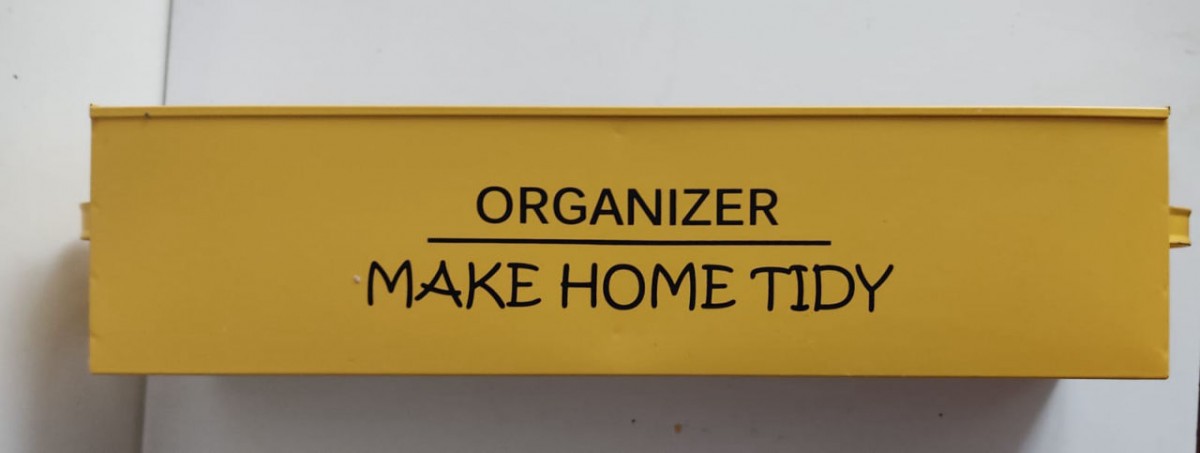 ORGANIZER
MAKE HOME TIDY